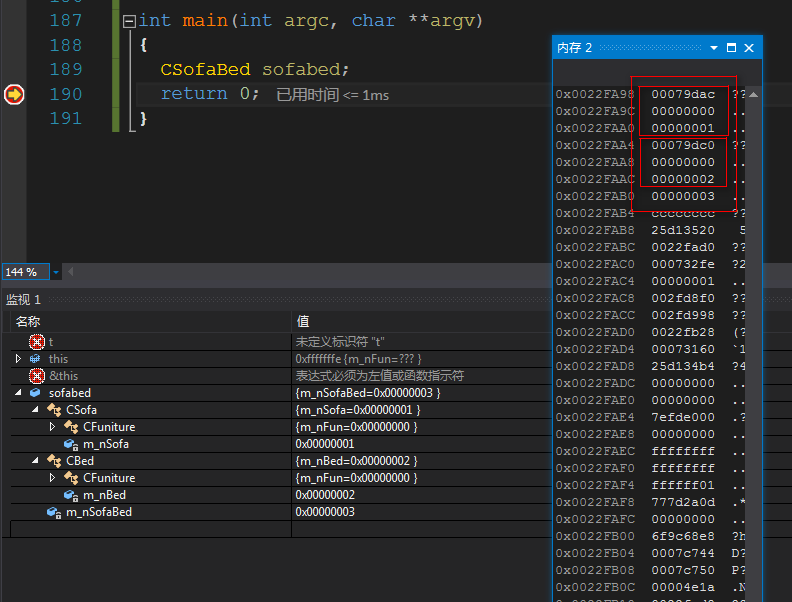 187 int main(int argc, char **argv)
188 {
189 CSofaBed sofabed;
190 return 0; 已用时间 <= 1ms
191 }
144 %
内存 2
0x0022FA98 00079dac ??
0x0022FA9C 00000000 ..
0x0022FAA0 00000001 ..
0x0022FAA4 00079dc0 ??
0x0022FAA8 00000000 ..
0x0022FAAC 00000002 ..
0x0022FAB0 00000003 ..
0x0022FAB4 cccccccc ??
0x0022FAB8 25d13520 5
0x0022FABC 0022fad0 ??
0x0022FAC0 000732fe ?2
0x0022FAC4 00000001 ..
0x0022FAC8 002fd8f0 ??
0x0022FACC 002fd998 ??
0x0022FAD0 0022fb28 (?
0x0022FAD4 00073160 `1
0x0022FAD8 25d134b4 ?4
0x0022FADC 00000000 ..
0x0022FAE0 00000000 ..
0x0022FAE4 7efde000 .?
0x0022FAE8 00000000 ..
0x0022FAEC ffffffff ..
0x0022FAF0 ffffffff ..
0x0022FAF4 ffffff01 ..
0x0022FAF8 777d2a0d .*
0x0022FAFC 00000000 ..
0x0022FB00 6f9c68e8 ?h
0x0022FB04 0007c744 D?
0x0022FB08 0007c750 P?
0x0022FB0C 00004e1a .N
监视 1
名称 值
t 未定义标识符 "t"
this 0xfffffffe {m_nFun=??? }
&this 表达式必须为左值或函数指示符
sofabed {m_nSofaBed=0x00000003 }
CSofa {m_nSofa=0x00000001 }
CFuniture {m_nFun=0x00000000 }
m_nSofa 0x00000001
CBed {m_nBed=0x00000002 }
CFuniture {m_nFun=0x00000000 }
m_nBed 0x00000002
m_nSofaBed 0x00000003